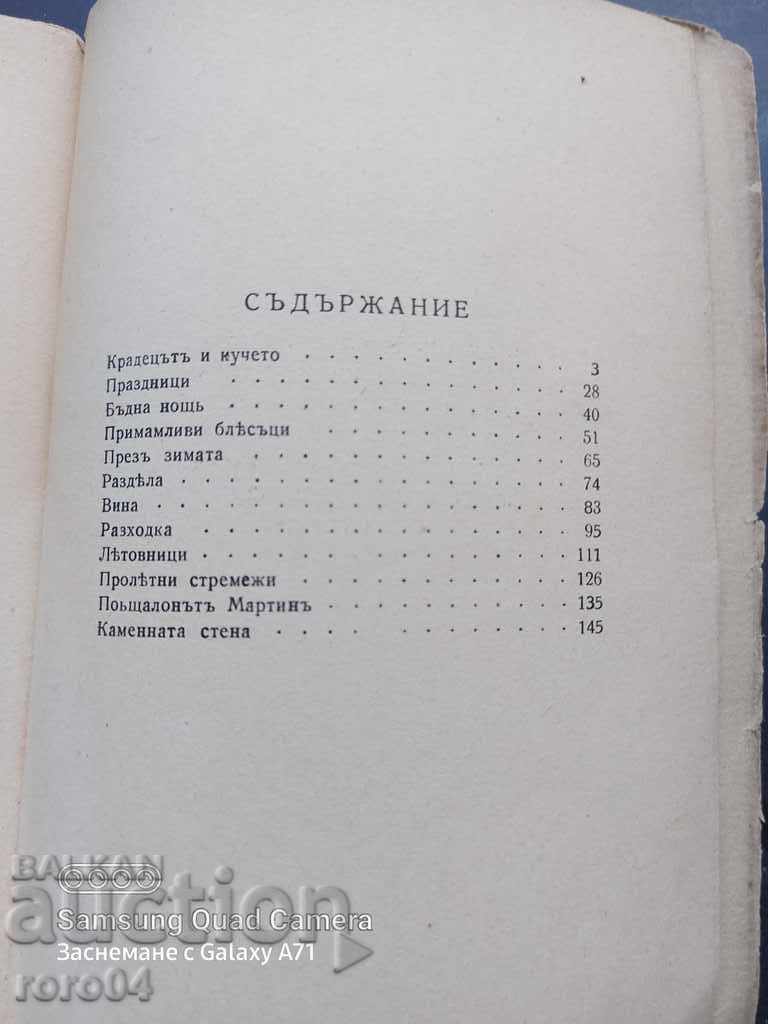 СЪДЪРЖАНИЕ
Крадецътъ и кучето 3
Праздници 28
Бъдна нощь 40
Примамливи блѣсъци 51
Презъ зимата 65
Раздѣла 74
Вина 83
Разходка 95
Лѣтовници 111
Пролѣтни стремежи 126
Поьщалонътъ Мартинъ 135
Каменната стена 145
BALKAN
auction
Samsung Quad Camera
Заснемане с Galaxy A71
roro04